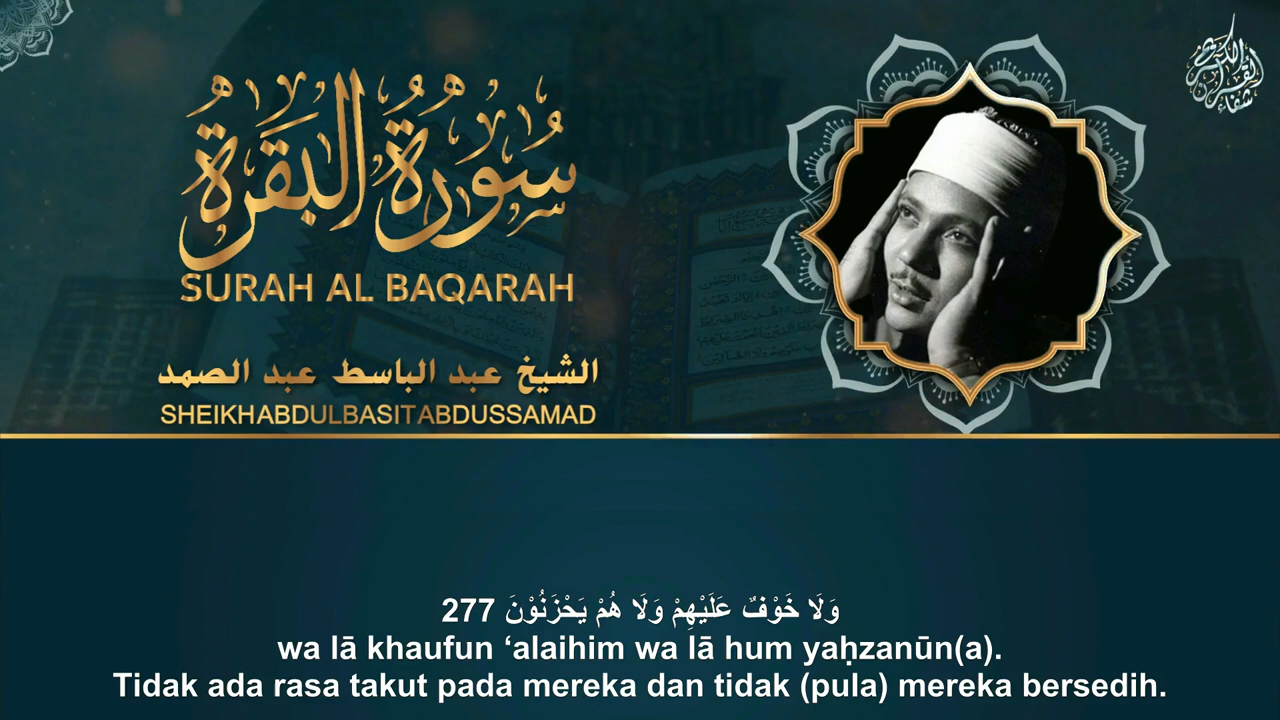 سُورَةُ البَقَرَةُ
SURAH AL BAQARAH
الشيخ عبد الباسط عبد الصمد
SHEIKHABDULBASITABDUSSAMAD
وَلَا خَوْفٌ عَلَيْهِمْ وَلَا هُمْ يَحْزَنُوْنَ 277
wa lā khaufun ‘alaihim wa lā hum yaḥzanūn(a).
Tidak ada rasa takut pada mereka dan tidak (pula) mereka bersedih.